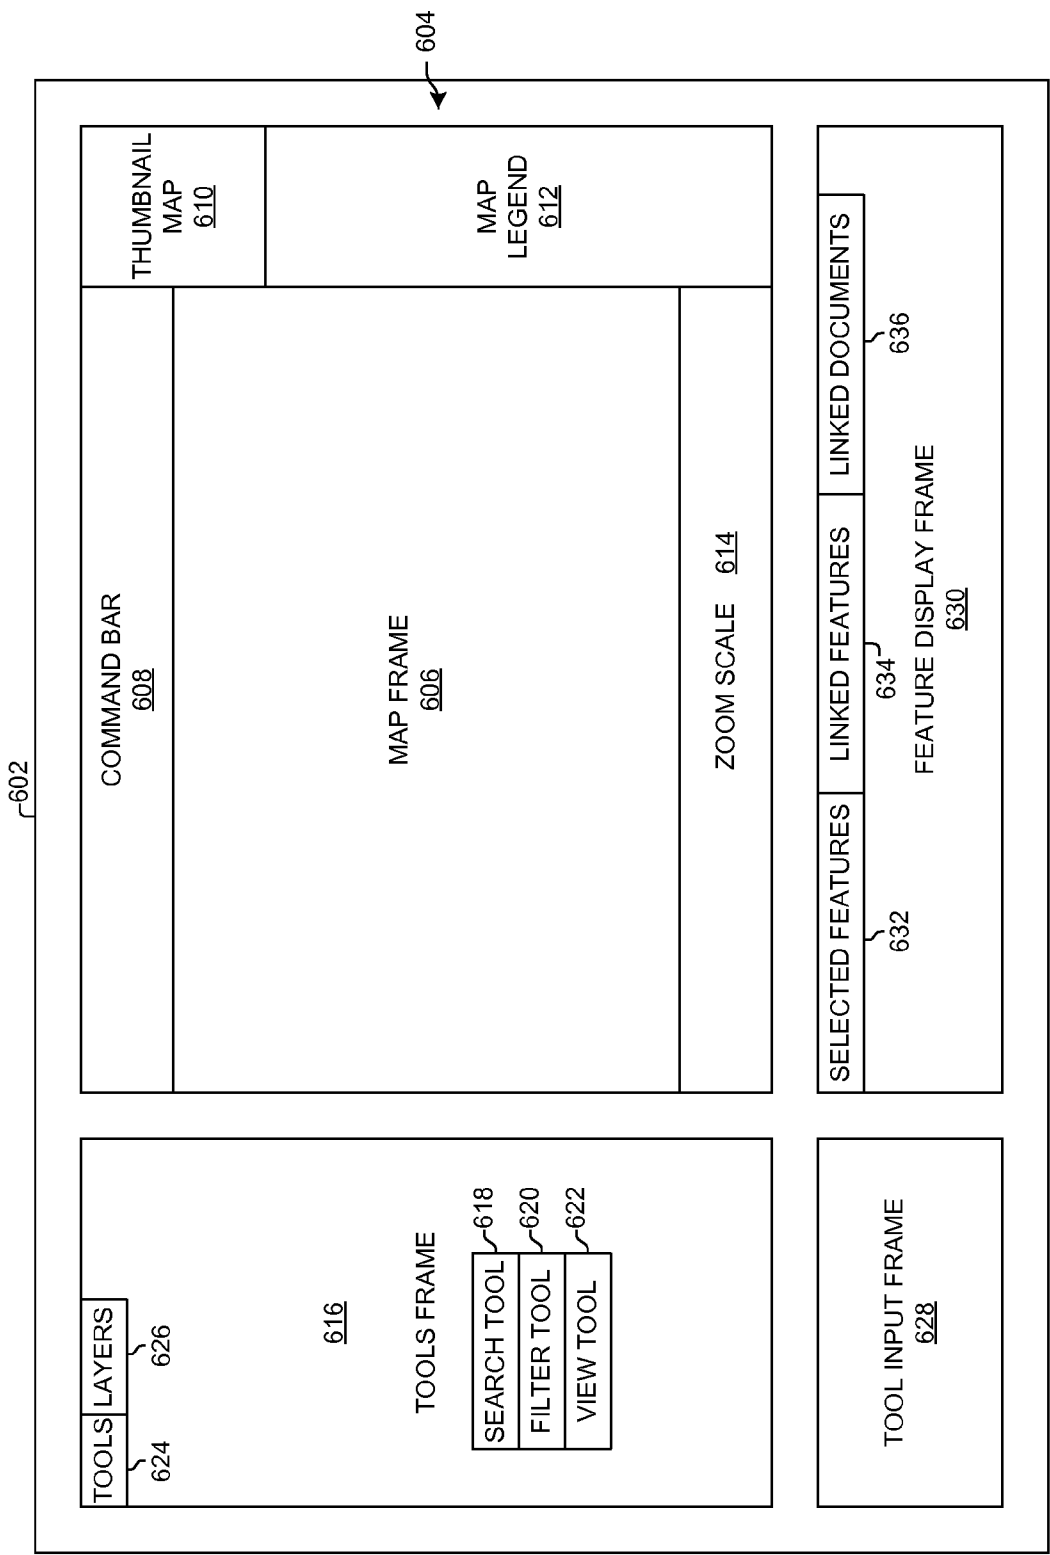 602
604
TOOLS
LAYERS
624
626
616
TOOLS FRAME
SEARCH TOOL
618
FILTER TOOL
620
VIEW TOOL
622
COMMAND BAR
608
THUMBNAIL
MAP
610
MAP FRAME
606
MAP
LEGEND
612
ZOOM SCALE 614
TOOL INPUT FRAME
628
SELECTED FEATURES
LINKED FEATURES
LINKED DOCUMENTS
632
634
636
FEATURE DISPLAY FRAME
630